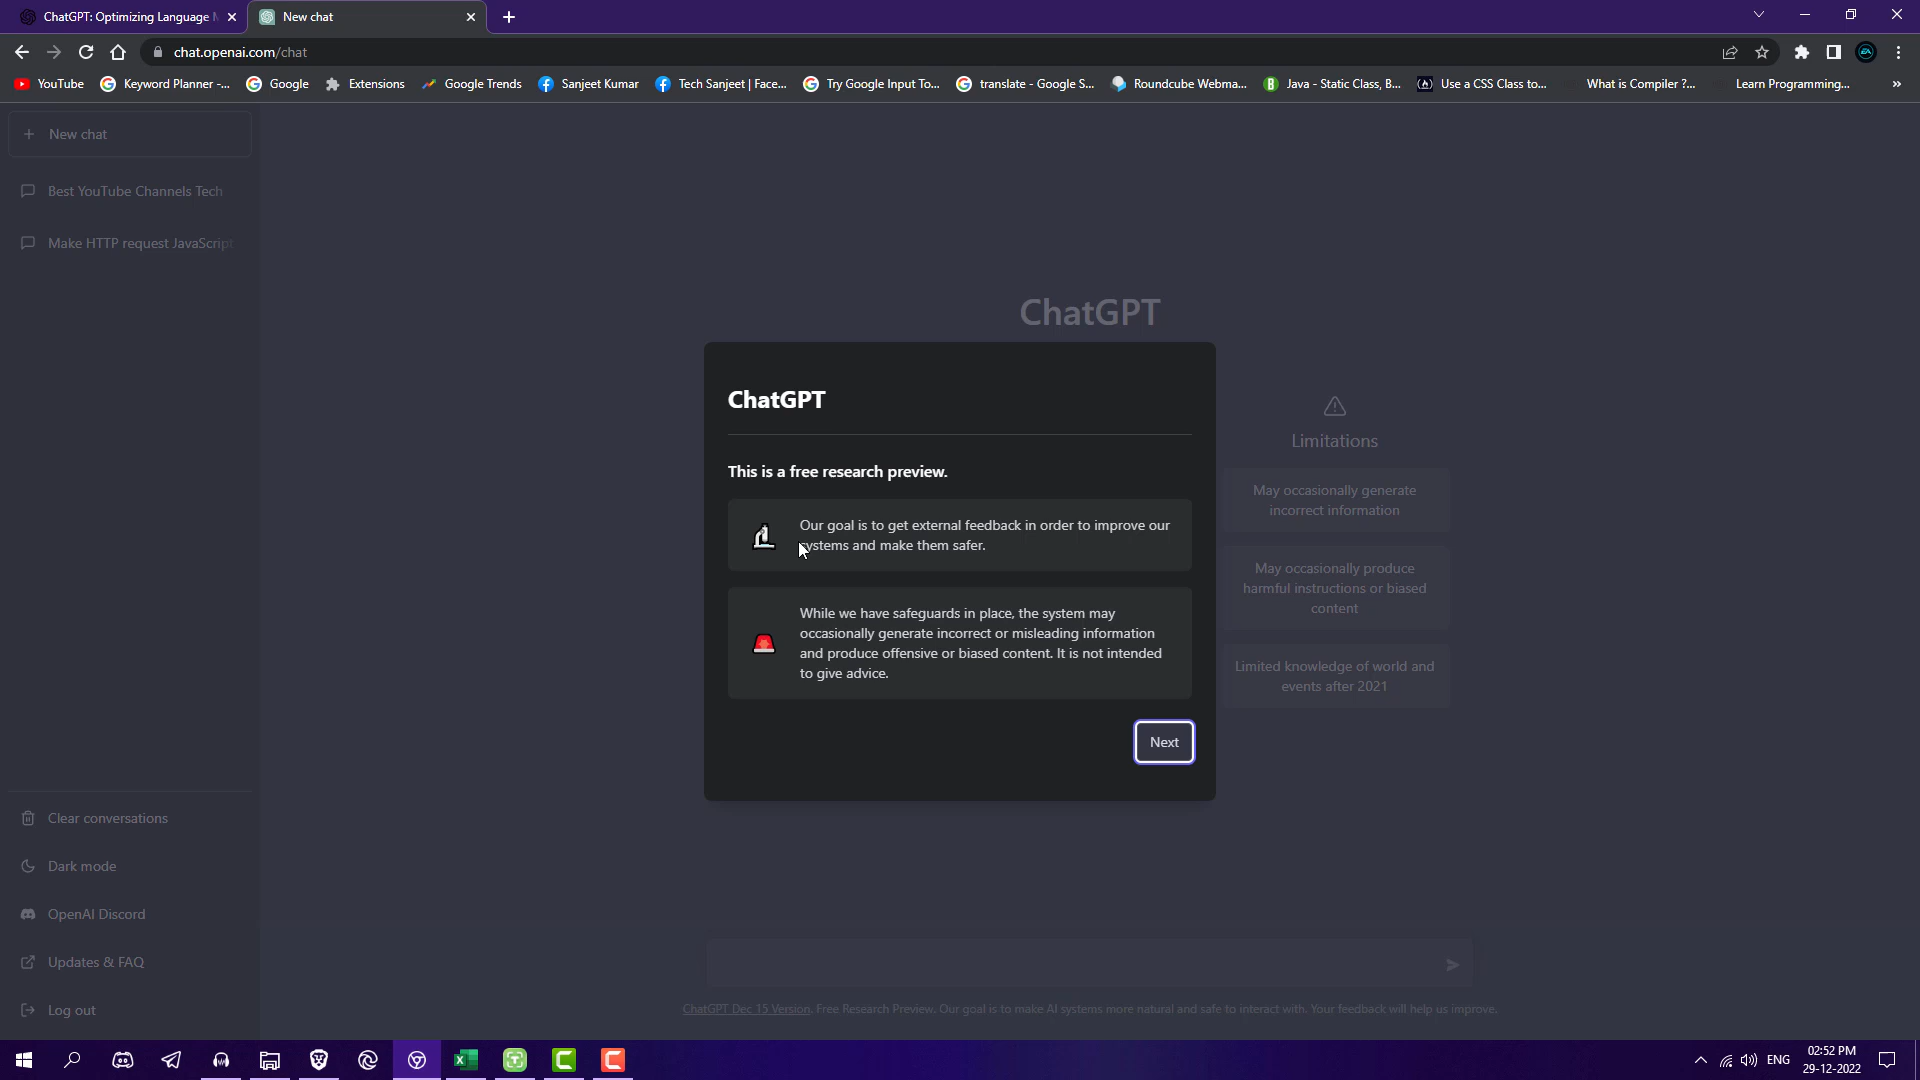 ChatGPT: Optimizing Language
New chat
chat.openai.com/chat
YouTube
Keyword Planner -...
Google
Extensions
Google Trends
Sanjeet Kumar
Tech Sanjeet | Face...
Try Google Input To...
translate - Google S...
Roundcube Webma...
Java - Static Class, B...
Use a CSS Class to...
What is Compiler ?...
Learn Programming...
»
New chat
Best YouTube Channels Tech
Make HTTP request JavaScript
ChatGPT
ChatGPT
This is a free research preview.
Our goal is to get external feedback in order to improve our
systems and make them safer.
While we have safeguards in place, the system may
occasionally generate incorrect or misleading information
and produce offensive or biased content. It is not intended
to give advice.
Next
Limitations
May occasionally generate
incorrect information
May occasionally produce
harmful instructions or biased
content
Limited knowledge of world and
events after 2021
Clear conversations
Dark mode
OpenAI Discord
Updates & FAQ
Log out
ChatGPT Dec 15 Version. Free Research Preview. Our goal is to make AI systems more natural and safe to interact with. Your feedback will help us improve.
ENG
02:52 PM
29-12-2022